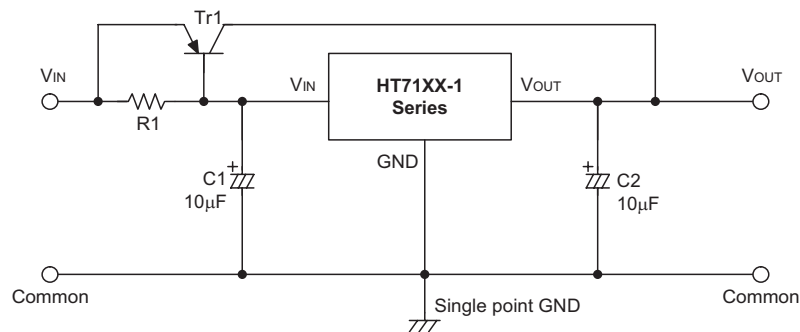 Tr1
VIN
R1
VIN
HT71XX-1
Series
VOUT
VOUT
GND
C1
10μF
C2
10μF
Common
Single point GND
Common